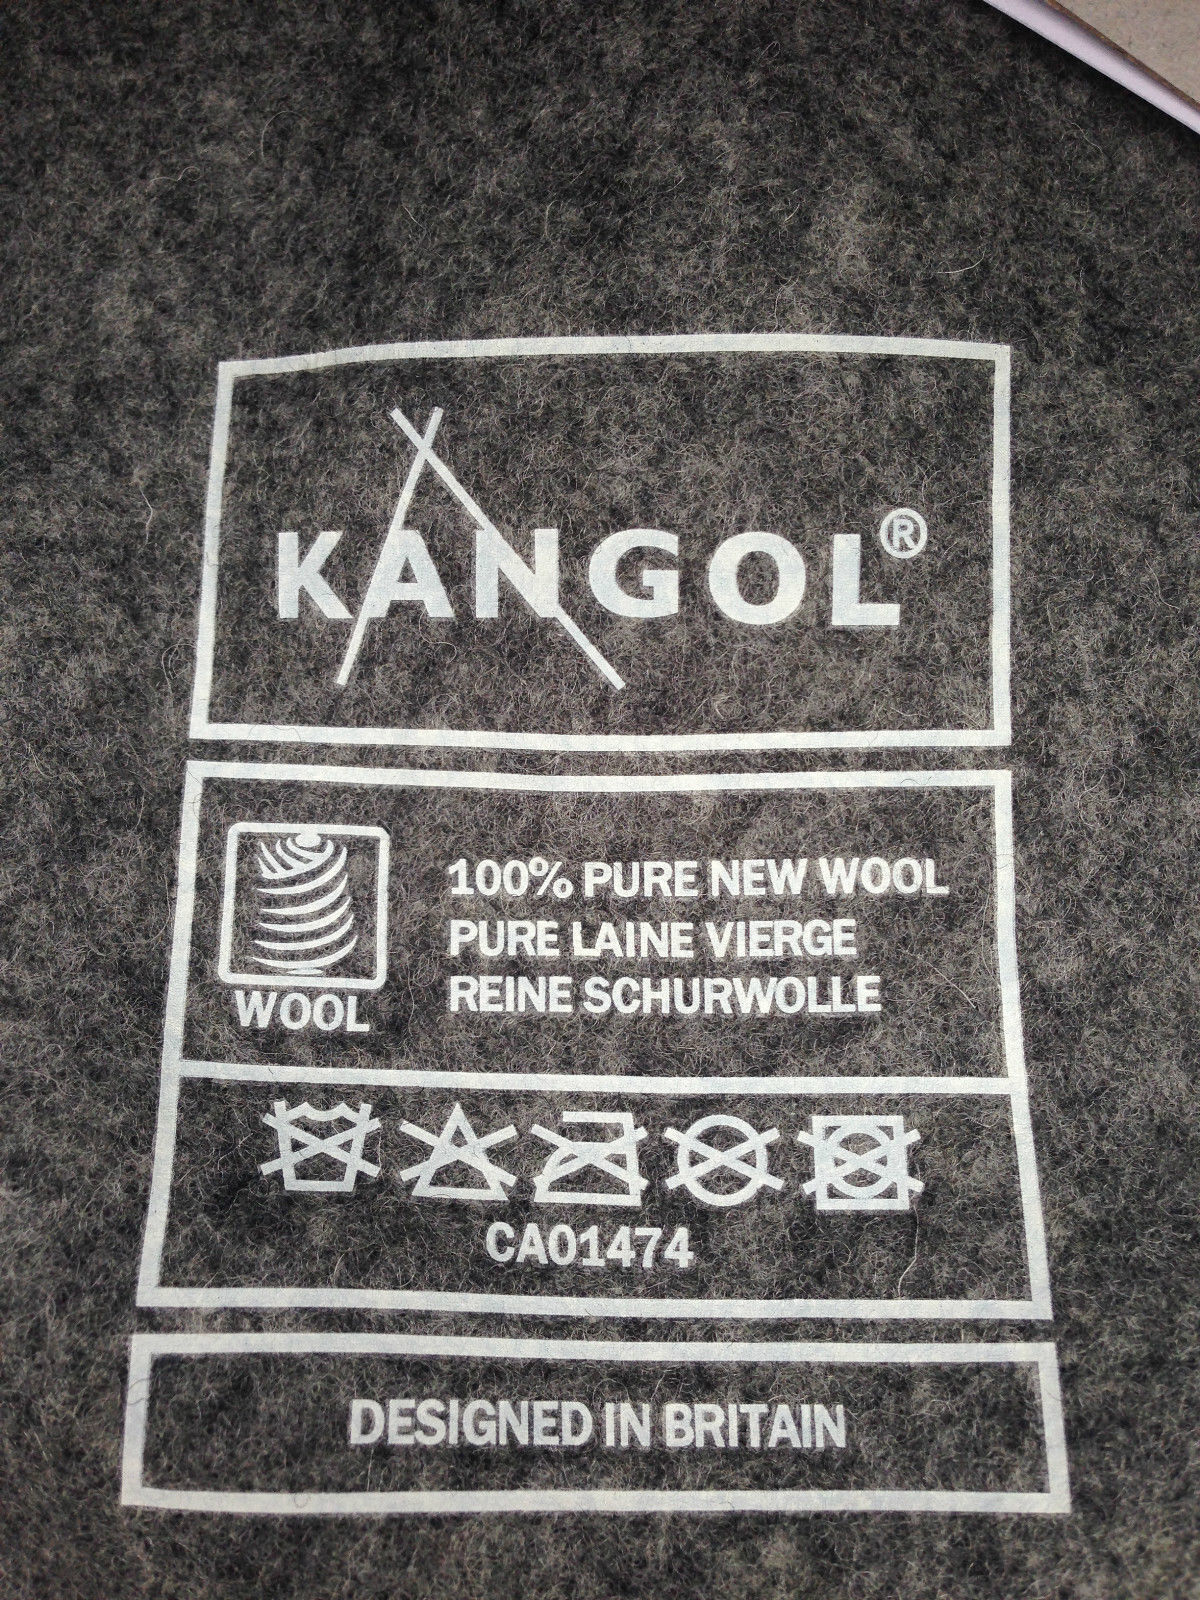 KANGOL®
100% PURE NEW WOOL
PURE LAINE VIERGE
REINE SCHURWOLLE
WOOL
CA01474
DESIGNED IN BRITAIN